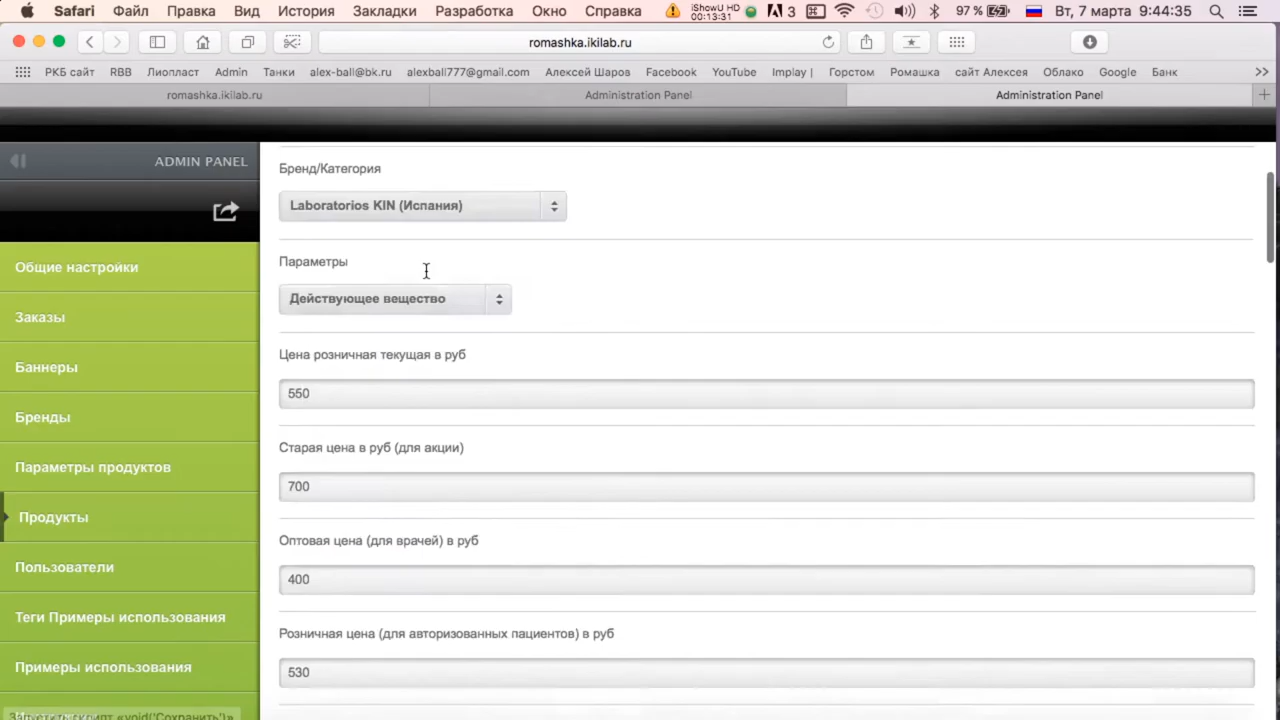 Safari Файл Правка Вид История Закладки Разработка Окно Справка iShowU HD 00:13:31 3 97 % Вт, 7 марта 9:44:35
romashka.ikilab.ru
РКБ сайт RBB Лиопласт Admin Танки alex-ball@bk.ru alexball777@gmail.com Алексей Шаров Facebook YouTube Implay | Горстом Ромашка сайт Алексея Облако Google Банк >>
romashka.ikilab.ru Administration Panel Administration Panel
ADMIN PANEL
Общие настройки
Заказы
Баннеры
Бренды
Параметры продуктов
Продукты
Пользователи
Теги Примеры использования
Примеры использования
Бренд/Категория
Laboratorios KIN (Испания)
Параметры
Действующее вещество
Цена розничная текущая в руб
550
Старая цена в руб (для акции)
700
Оптовая цена (для врачей) в руб
400
Розничная цена (для авторизованных пациентов) в руб
530